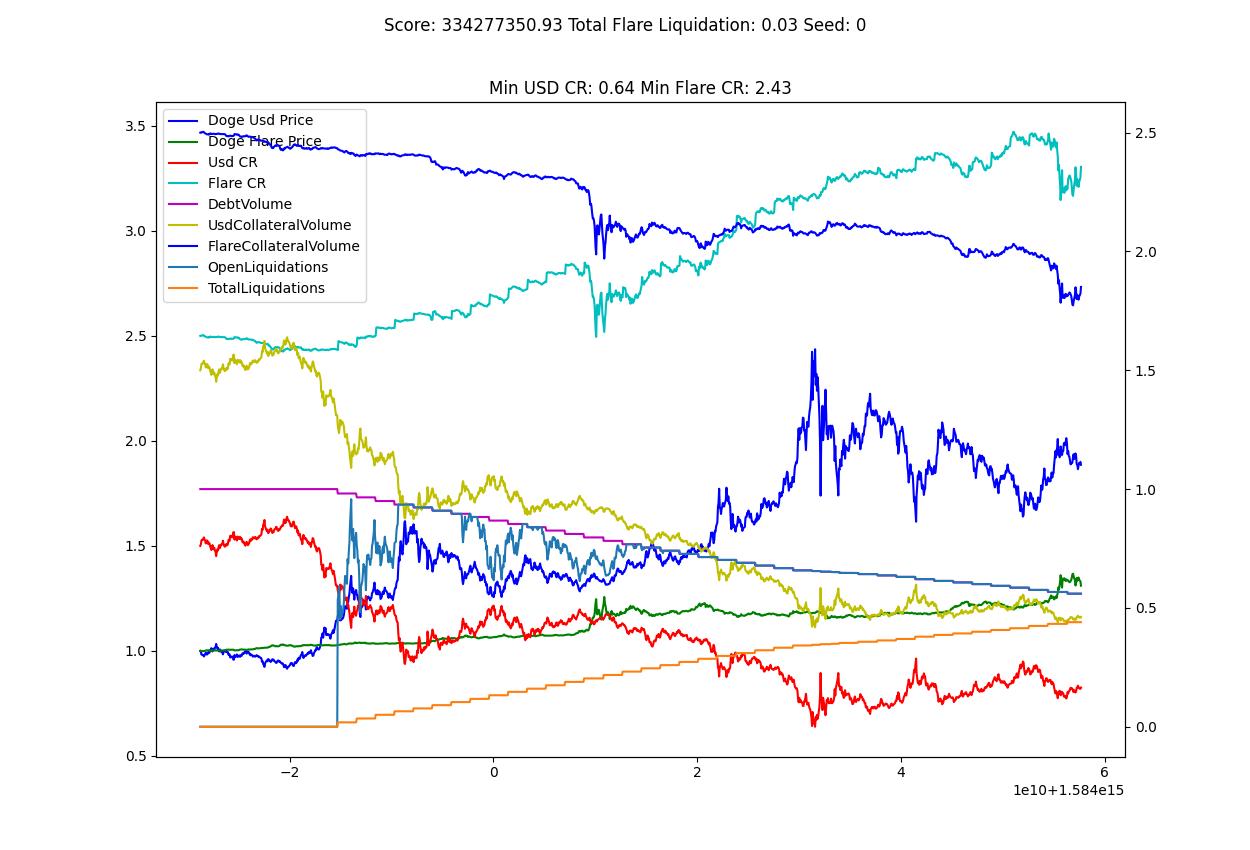 Score: 334277350.93 Total Flare Liquidation: 0.03 Seed: 0
Min USD CR: 0.64 Min Flare CR: 2.43
Doge Usd Price
Doge Flare Price
Usd CR
Flare CR
DebtVolume
UsdCollateralVolume
FlareCollateralVolume
OpenLiquidations
TotalLiquidations
3.5
3.0
2.5
2.0
1.5
1.0
0.5
2.5
2.0
1.5
1.0
0.5
0.0
−2 0 2 4 6
1e10+1.584e15